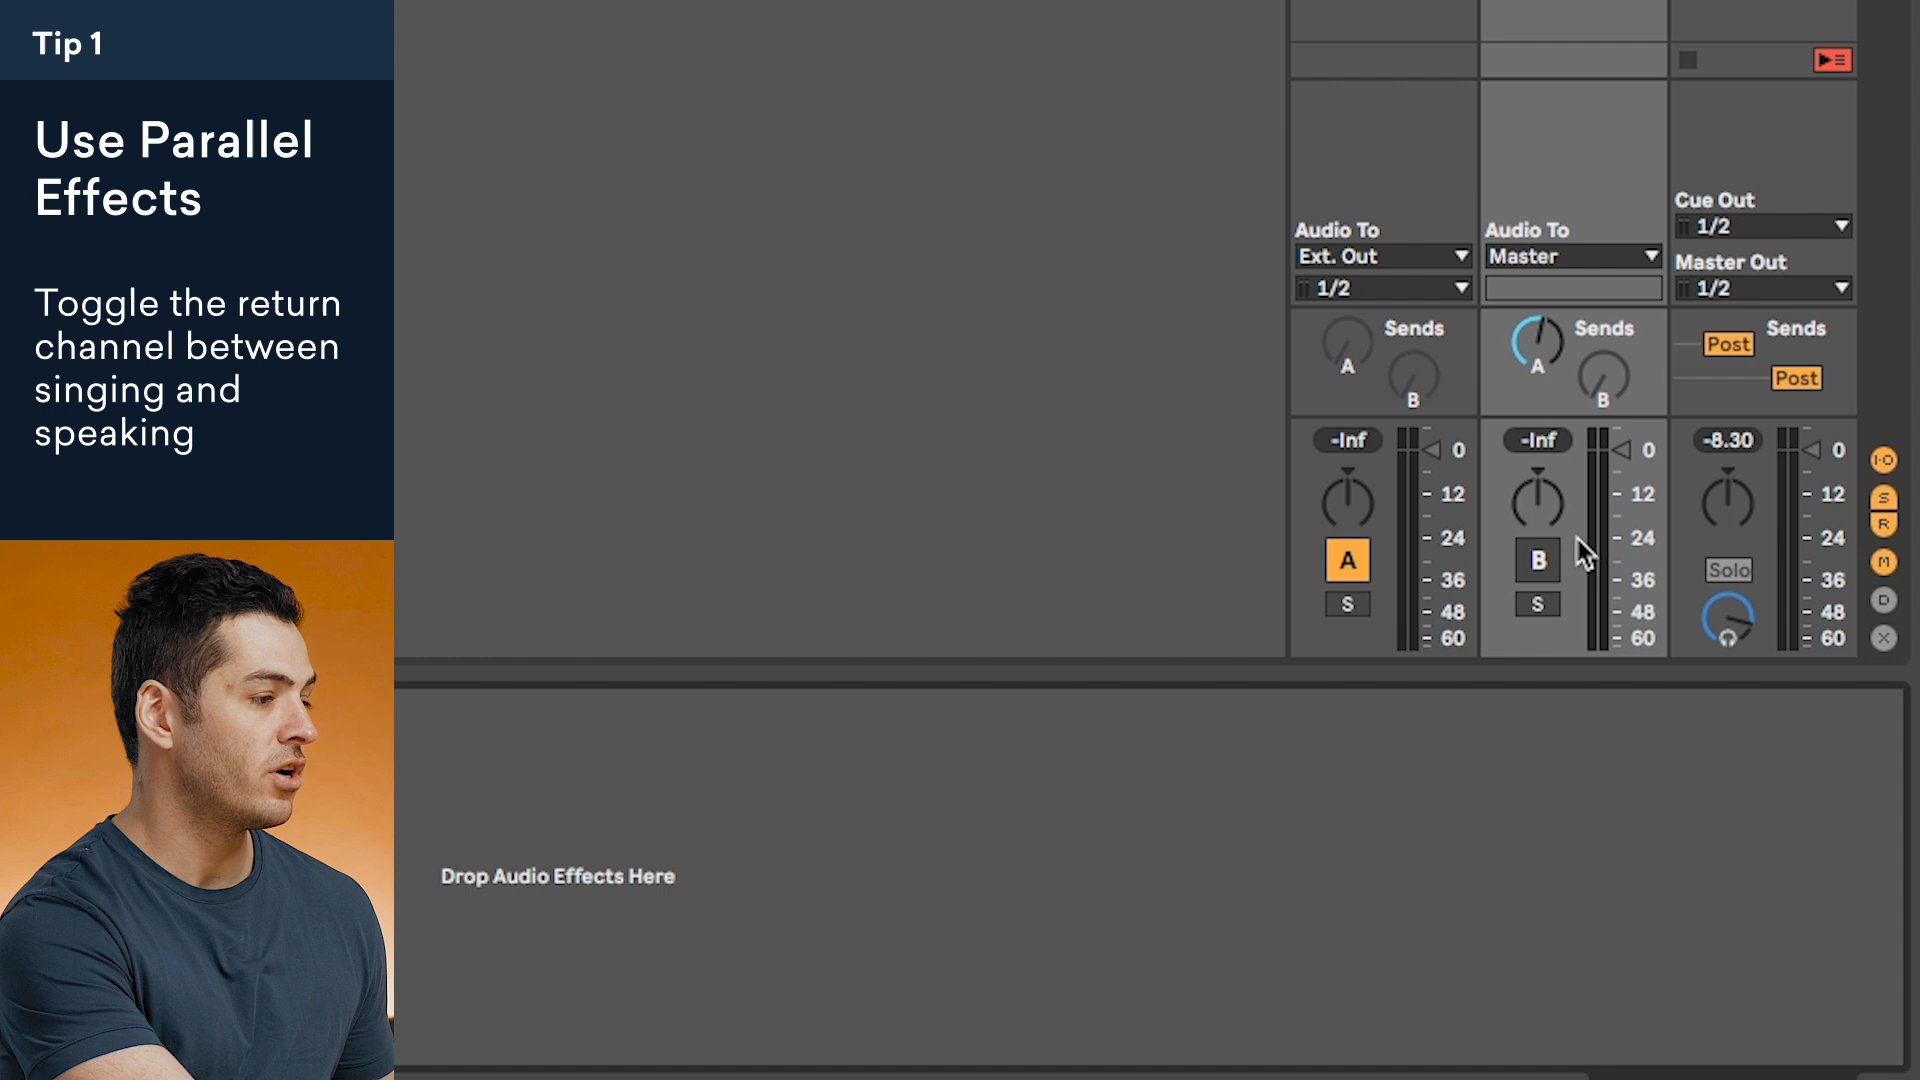 Tip 1
Use Parallel
Effects
Toggle the return
channel between
singing and
speaking
Audio To
Ext. Out
1/2
Sends
A
B
-Inf
0
12
24
36
48
60
A
S
Audio To
Master
Sends
A
B
-Inf
0
12
24
36
48
60
B
S
Cue Out
1/2
Master Out
1/2
Sends
Post
Post
-8.30
0
12
24
36
48
60
Solo
I·O
S
R
M
D
X
Drop Audio Effects Here